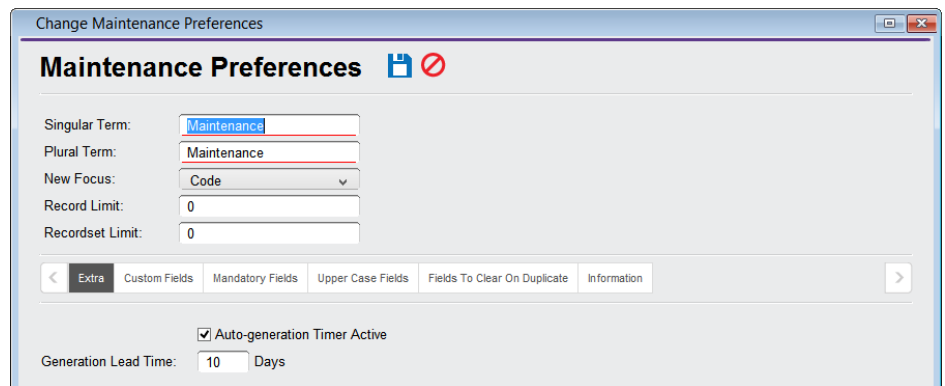 Change Maintenance Preferences
Maintenance Preferences
Singular Term: Maintenance
Plural Term: Maintenance
New Focus: Code
Record Limit: 0
Recordset Limit: 0
Extra Custom Fields Mandatory Fields Upper Case Fields Fields To Clear On Duplicate Information
Auto-generation Timer Active
Generation Lead Time: 10 Days